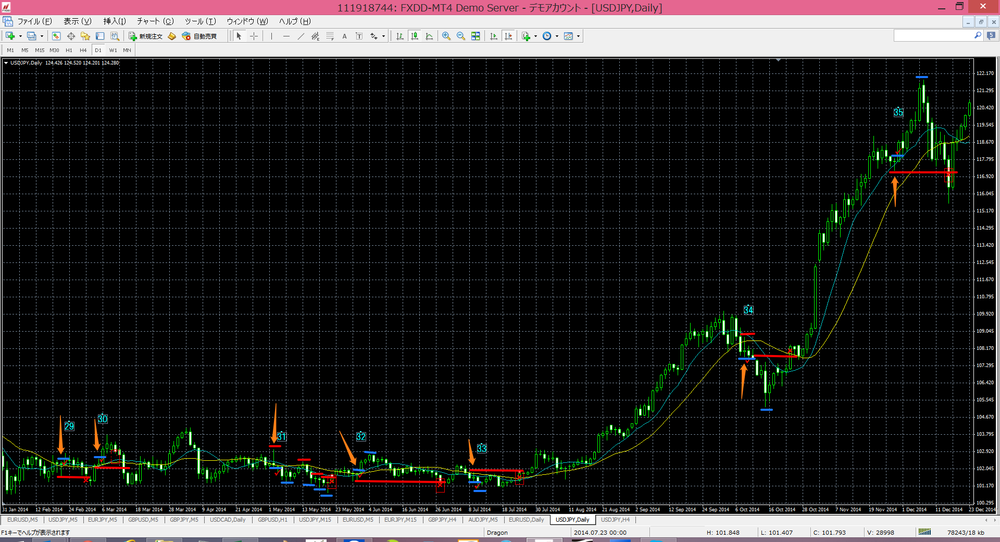 111918744: FXDD-MT4 Demo Server - デモアカウント - [USDJPY,Daily]
ファイル (F) 表示 (V) 挿入(I) チャート (C) ツール (T) ウィンドウ (W) ヘルプ (H)
新規注文 自動売買 A T 5
M1 M5 M15 M30 H1 H4 D1 W1 MN
USDJPY,Daily 124.426 124.520 124.201 124.280
122.170
121.295
35 120.420
119.545
118.670
117.795
116.920
116.045
115.170
114.295
113.420
112.545
111.670
110.795
34 109.920
109.045
108.170
107.295
106.420
105.545
104.670
29 30 103.795
31 32 33
102.920
102.045
101.170
100.295
31 Jan 2014 12 Feb 2014 24 Feb 2014 6 Mar 2014 18 Mar 2014 28 Mar 2014 9 Apr 2014 21 Apr 2014 1 May 2014 13 May 2014 23 May 2014 4 Jun 2014 16 Jun 2014 26 Jun 2014 8 Jul 2014 18 Jul 2014 30 Jul 2014 11 Aug 2014 21 Aug 2014 2 Sep 2014 12 Sep 2014 24 Sep 2014 6 Oct 2014 16 Oct 2014 28 Oct 2014 7 Nov 2014 19 Nov 2014 1 Dec 2014 11 Dec 2014 23 Dec 2014
EURUSD,M5 USDJPY,M5 EURJPY,M5 GBPUSD,M5 GBPJPY,M5 USDCAD,Daily GBPUSD,H1 USDJPY,M15 EURUSD,M5 EURJPY,M15 GBPJPY,H4 AUDJPY,M5 EURUSD,Daily USDJPY,Daily USDJPY,H4
F1キーでヘルプが表示されます Dragon 2014.07.23 00:00 H: 101.848 L: 101.407 C: 101.793 V: 28998 78243/18 kb